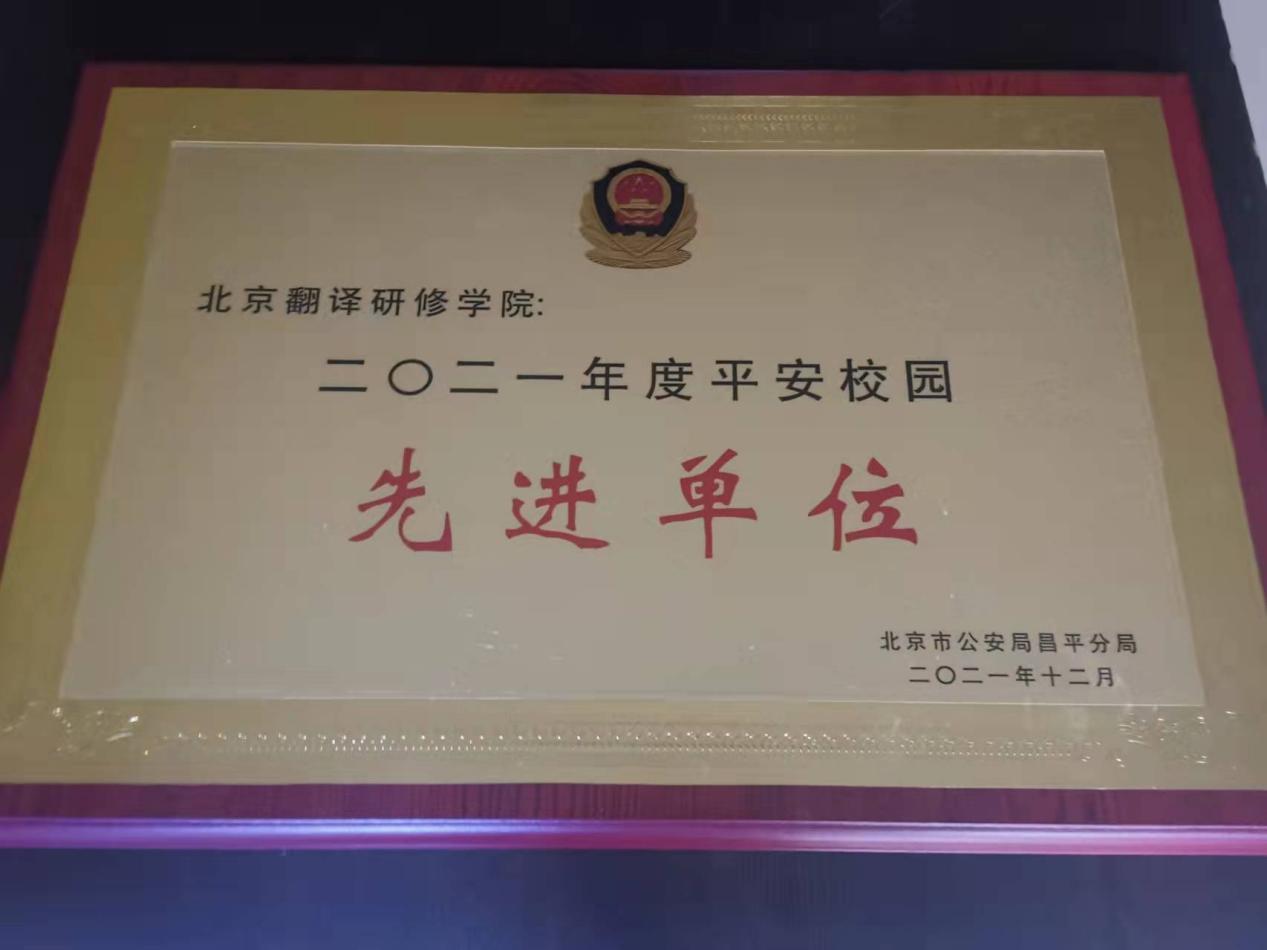 北京翻译研修学院:
二〇二一年度平安校园
先进单位
北京市公安局昌平分局
二〇二一年十二月